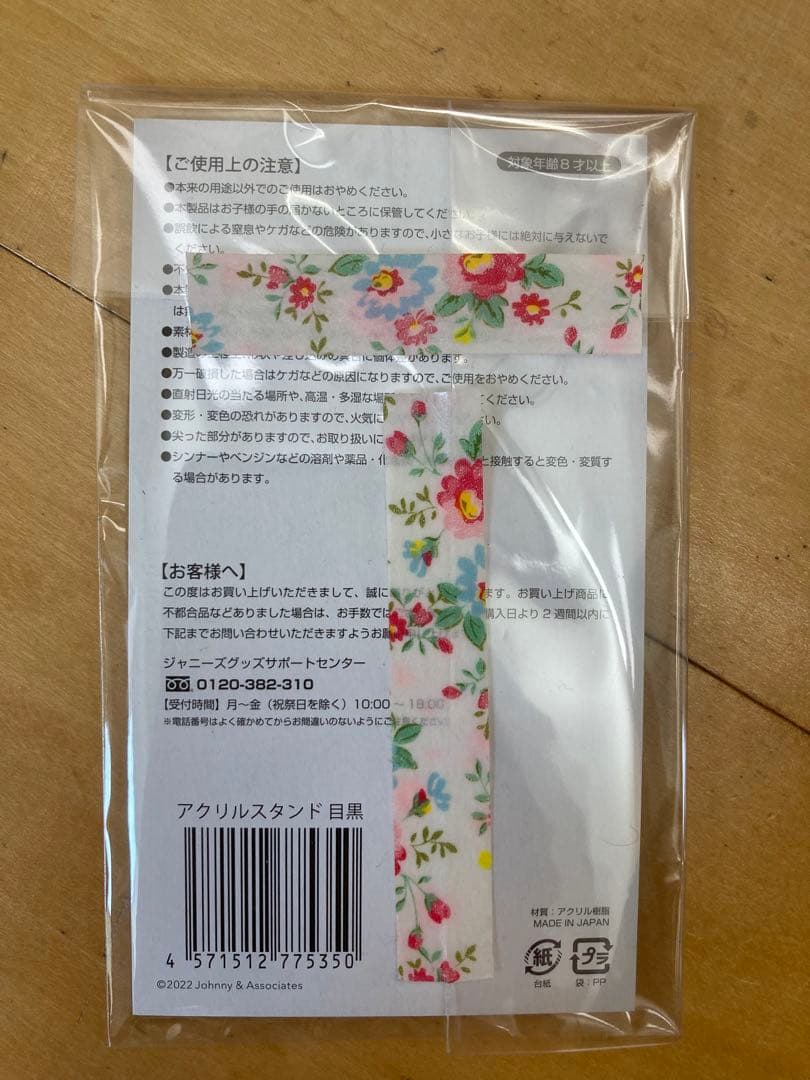 【ご使用上の注意】
対象年齢8才以上
●本来の用途以外でのご使用はおやめください。
●本製品はお子様の手の届かないところに保管してください。
●誤飲による窒息やケガなどの危険がありますので、小さなお子様には絶対に与えないで
ください。
●不
●本
は
●素材
●製造
個体差があります。
●万一破損した場合はケガなどの原因になりますので、ご使用をおやめください。
●直射日光の当たる場所や、高温・多湿な場 ください。
●変形・変色の恐れがありますので、火気に い。
●尖った部分がありますので、お取り扱いに
●シンナーやベンジンなどの溶剤や薬品・化 と接触すると変色・変質す
る場合があります。
【お客様へ】
この度はお買い上げいただきまして、誠に ます。お買い上げ商品に
不都合品などありました場合は、お手数では 購入日より2週間以内に
下記までお問い合わせいただきますようお願
ジャニーズグッズサポートセンター
0120-382-310
【受付時間】月〜金（祝祭日を除く）10:00〜18:00
※電話番号はよく確かめてからお間違いのないようにご注意ください
アクリルスタンド 目黒
4 571512 775350
©2022 Johnny & Associates
材質：アクリル樹脂
MADE IN JAPAN
紙 プラ
台紙 袋：PP